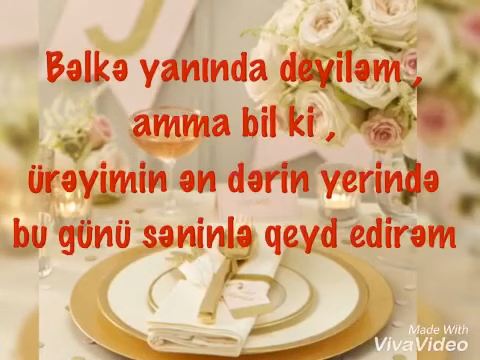 J
Bəlkə yanında deyiləm ,
amma bil ki ,
ürəyimin ən dərin yerində
bu günü səninlə qeyd edirəm
Made With
VivaVideo